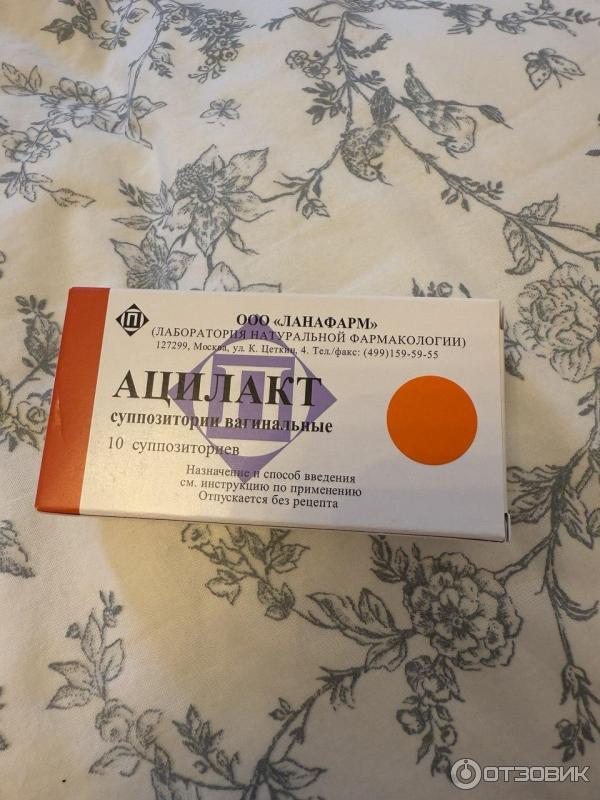 ООО «ЛАНАФАРМ»
(ЛАБОРАТОРИЯ НАТУРАЛЬНОЙ ФАРМАКОЛОГИИ)
127299, Москва, ул. К. Цеткин, 4. Тел./факс: (499)159-59-55
АЦИЛАКТ
суппозитории вагинальные
10 суппозиториев
Назначение и способ введения
см. инструкцию по применению
Отпускается без рецепта
ОТЗОВИК